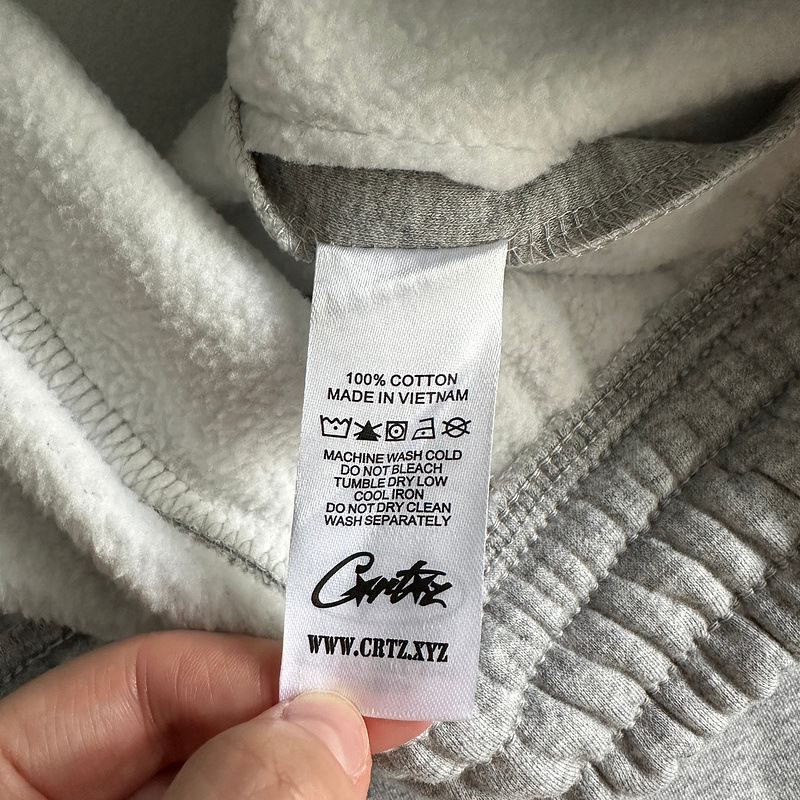 100% COTTON
MADE IN VIETNAM
MACHINE WASH COLD
DO NOT BLEACH
TUMBLE DRY LOW
COOL IRON
DO NOT DRY CLEAN
WASH SEPARATELY
Corteiz
WWW.CRTZ.XYZ